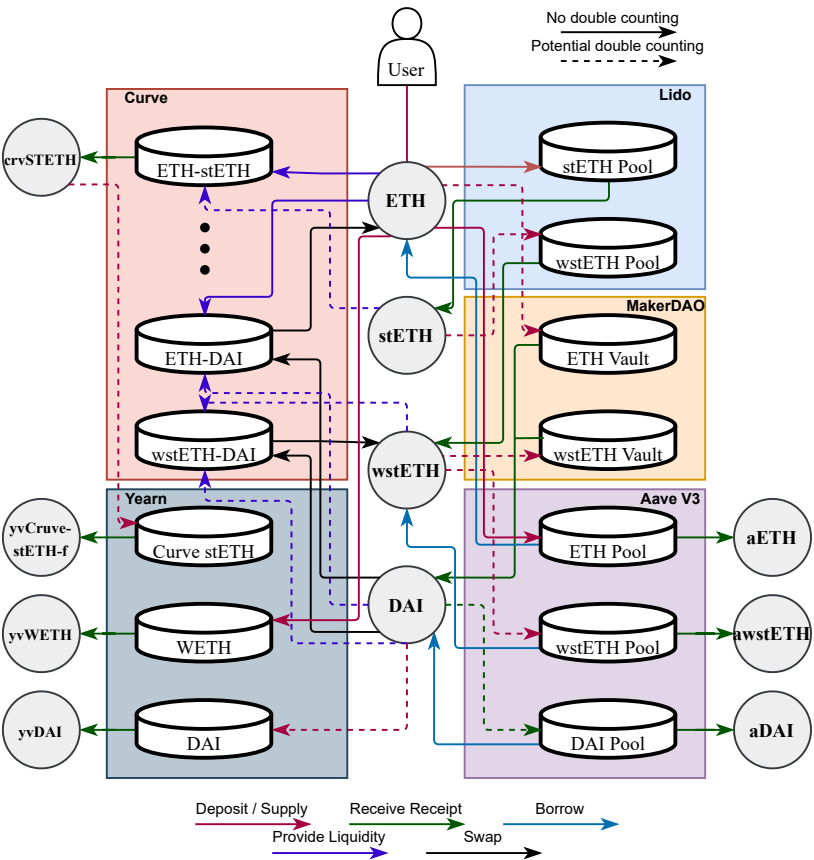 No double counting
Potential double counting
User
Curve
Lido
crvSTETH
ETH-stETH
ETH
stETH Pool
wstETH Pool
MakerDAO
stETH
ETH-DAI
ETH Vault
wstETH-DAI
wstETH
wstETH Vault
Yearn
Aave V3
yvCruve-
stETH-f
Curve stETH
ETH Pool
aETH
DAI
yvWETH
WETH
wstETH Pool
awstETH
yvDAI
DAI
DAI Pool
aDAI
Deposit / Supply
Receive Receipt
Borrow
Provide Liquidity
Swap